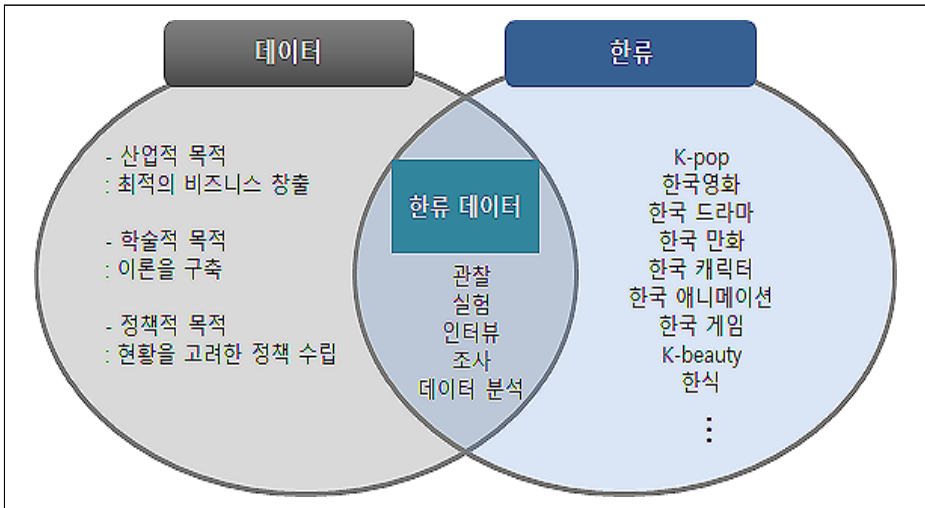 데이터
한류
- 산업적 목적
: 최적의 비즈니스 창출
- 학술적 목적
: 이론을 구축
- 정책적 목적
: 현황을 고려한 정책 수립
한류 데이터
관찰
실험
인터뷰
조사
데이터 분석
K-pop
한국영화
한국 드라마
한국 만화
한국 캐릭터
한국 애니메이션
한국 게임
K-beauty
한식
⋮